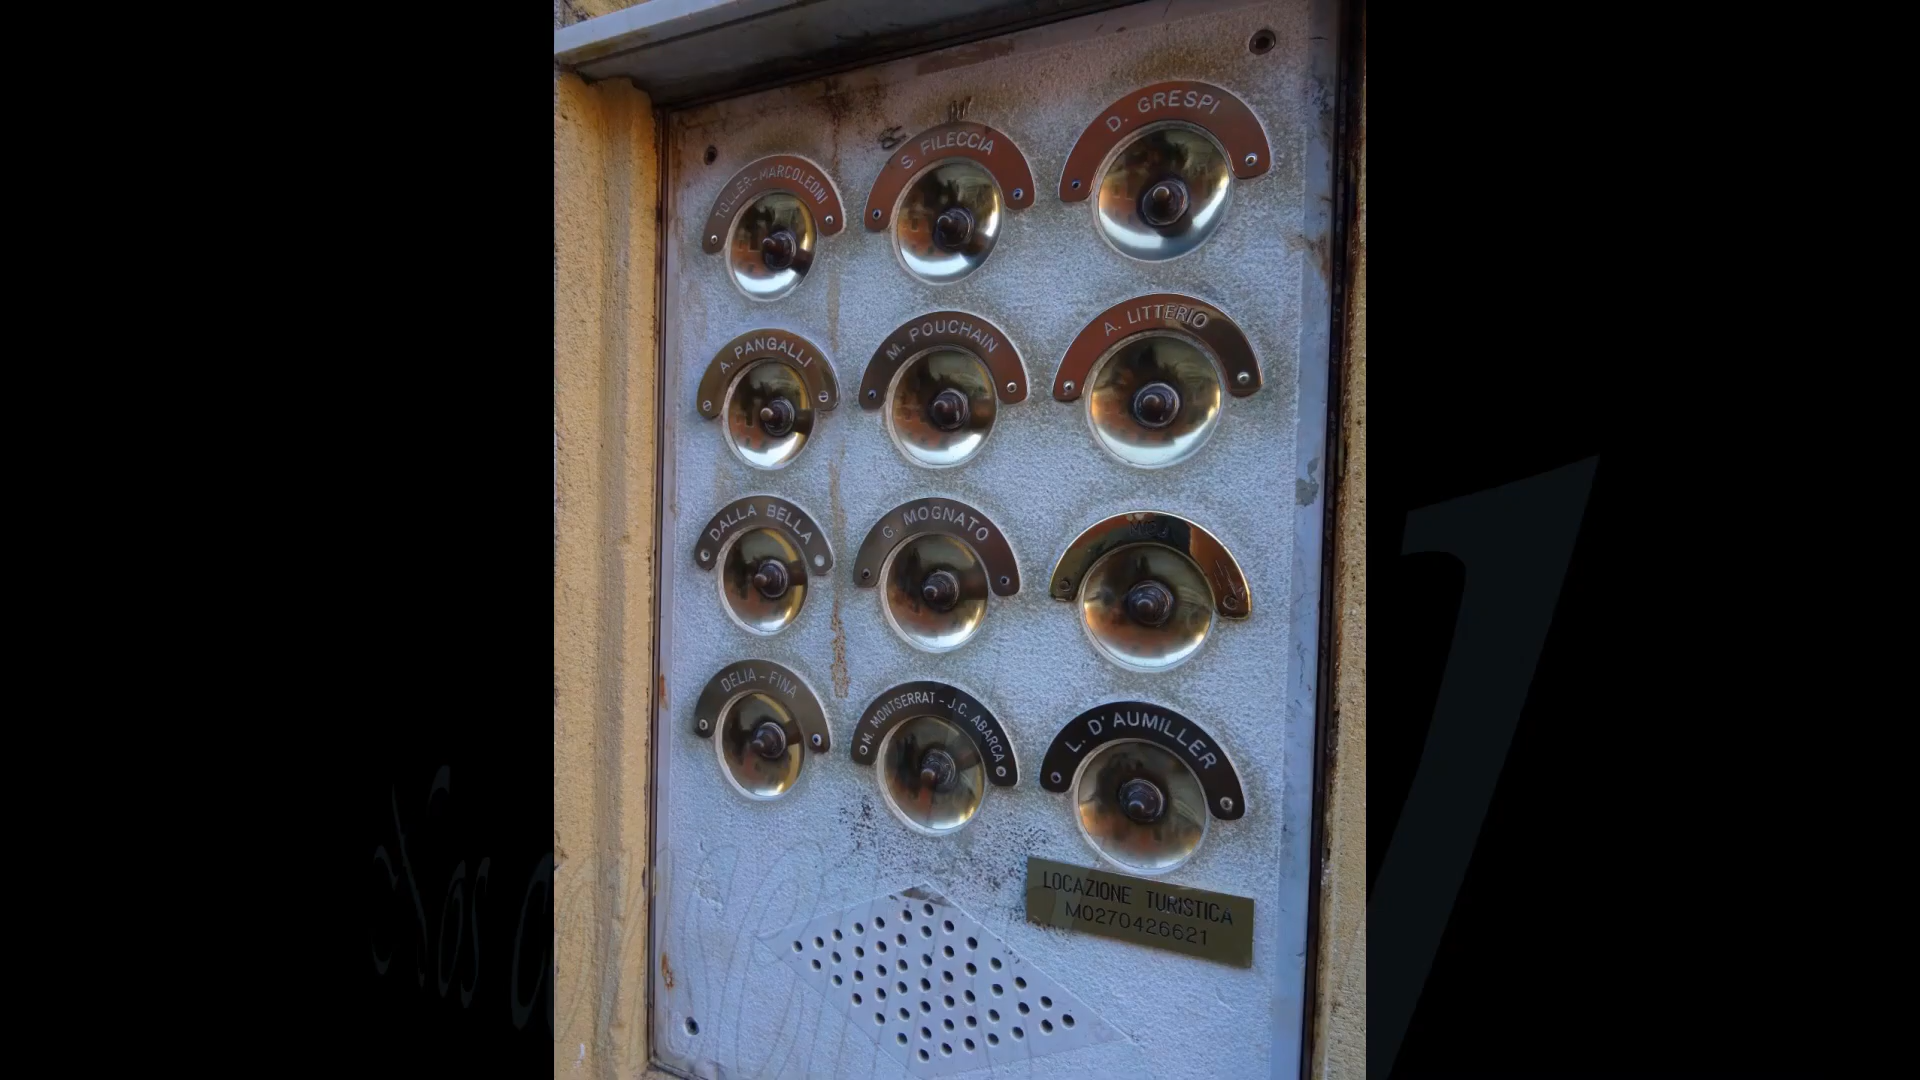 TOLLER-MARCOLEONI
S. FILECCIA
D. GRESPI
A. PANGALLI
M. POUCHAIN
A. LITTERIO
DALLA BELLA
G. MOGNATO
DELIA - FINA
M. MONTSERRAT - J.C. ABARCA
L. D'AUMILLER
LOCAZIONE TURISTICA
M0270426621